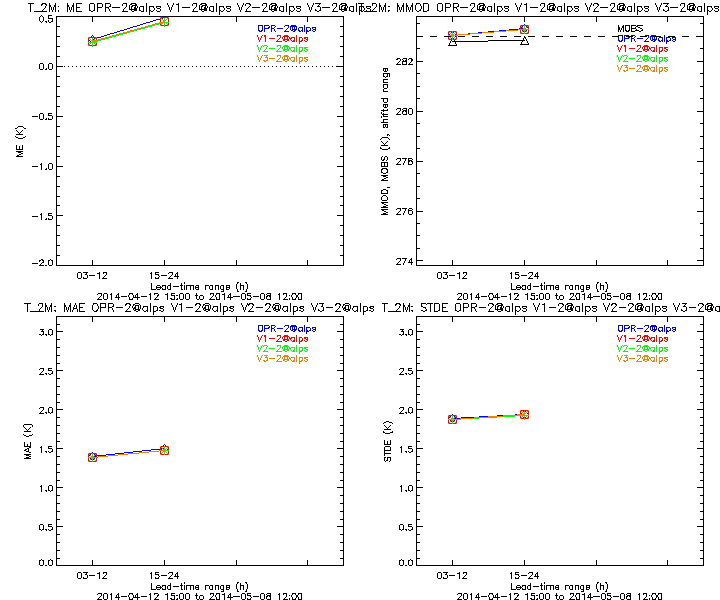 T_2M: ME OPR-2@alps V1-2@alps V2-2@alps V3-2@alps
0.5
0.0
-0.5
-1.0
-1.5
-2.0
ME (K)
OPR-2@alps
V1-2@alps
V2-2@alps
V3-2@alps
03-12
15-24
Lead-time range (h)
2014-04-12 15:00 to 2014-05-08 12:00
T_2M: MMOD OPR-2@alps V1-2@alps V2-2@alps V3-2@alps
282
280
278
276
274
MMOD, MOBS (K), shifted range
MOBS
OPR-2@alps
V1-2@alps
V2-2@alps
V3-2@alps
03-12
15-24
Lead-time range (h)
2014-04-12 15:00 to 2014-05-08 12:00
T_2M: MAE OPR-2@alps V1-2@alps V2-2@alps V3-2@alps
3.0
2.5
2.0
1.5
1.0
0.5
0.0
MAE (K)
OPR-2@alps
V1-2@alps
V2-2@alps
V3-2@alps
03-12
15-24
Lead-time range (h)
2014-04-12 15:00 to 2014-05-08 12:00
T_2M: STDE OPR-2@alps V1-2@alps V2-2@alps V3-2@a
3.0
2.5
2.0
1.5
1.0
0.5
0.0
STDE (K)
OPR-2@alps
V1-2@alps
V2-2@alps
V3-2@alps
03-12
15-24
Lead-time range (h)
2014-04-12 15:00 to 2014-05-08 12:00